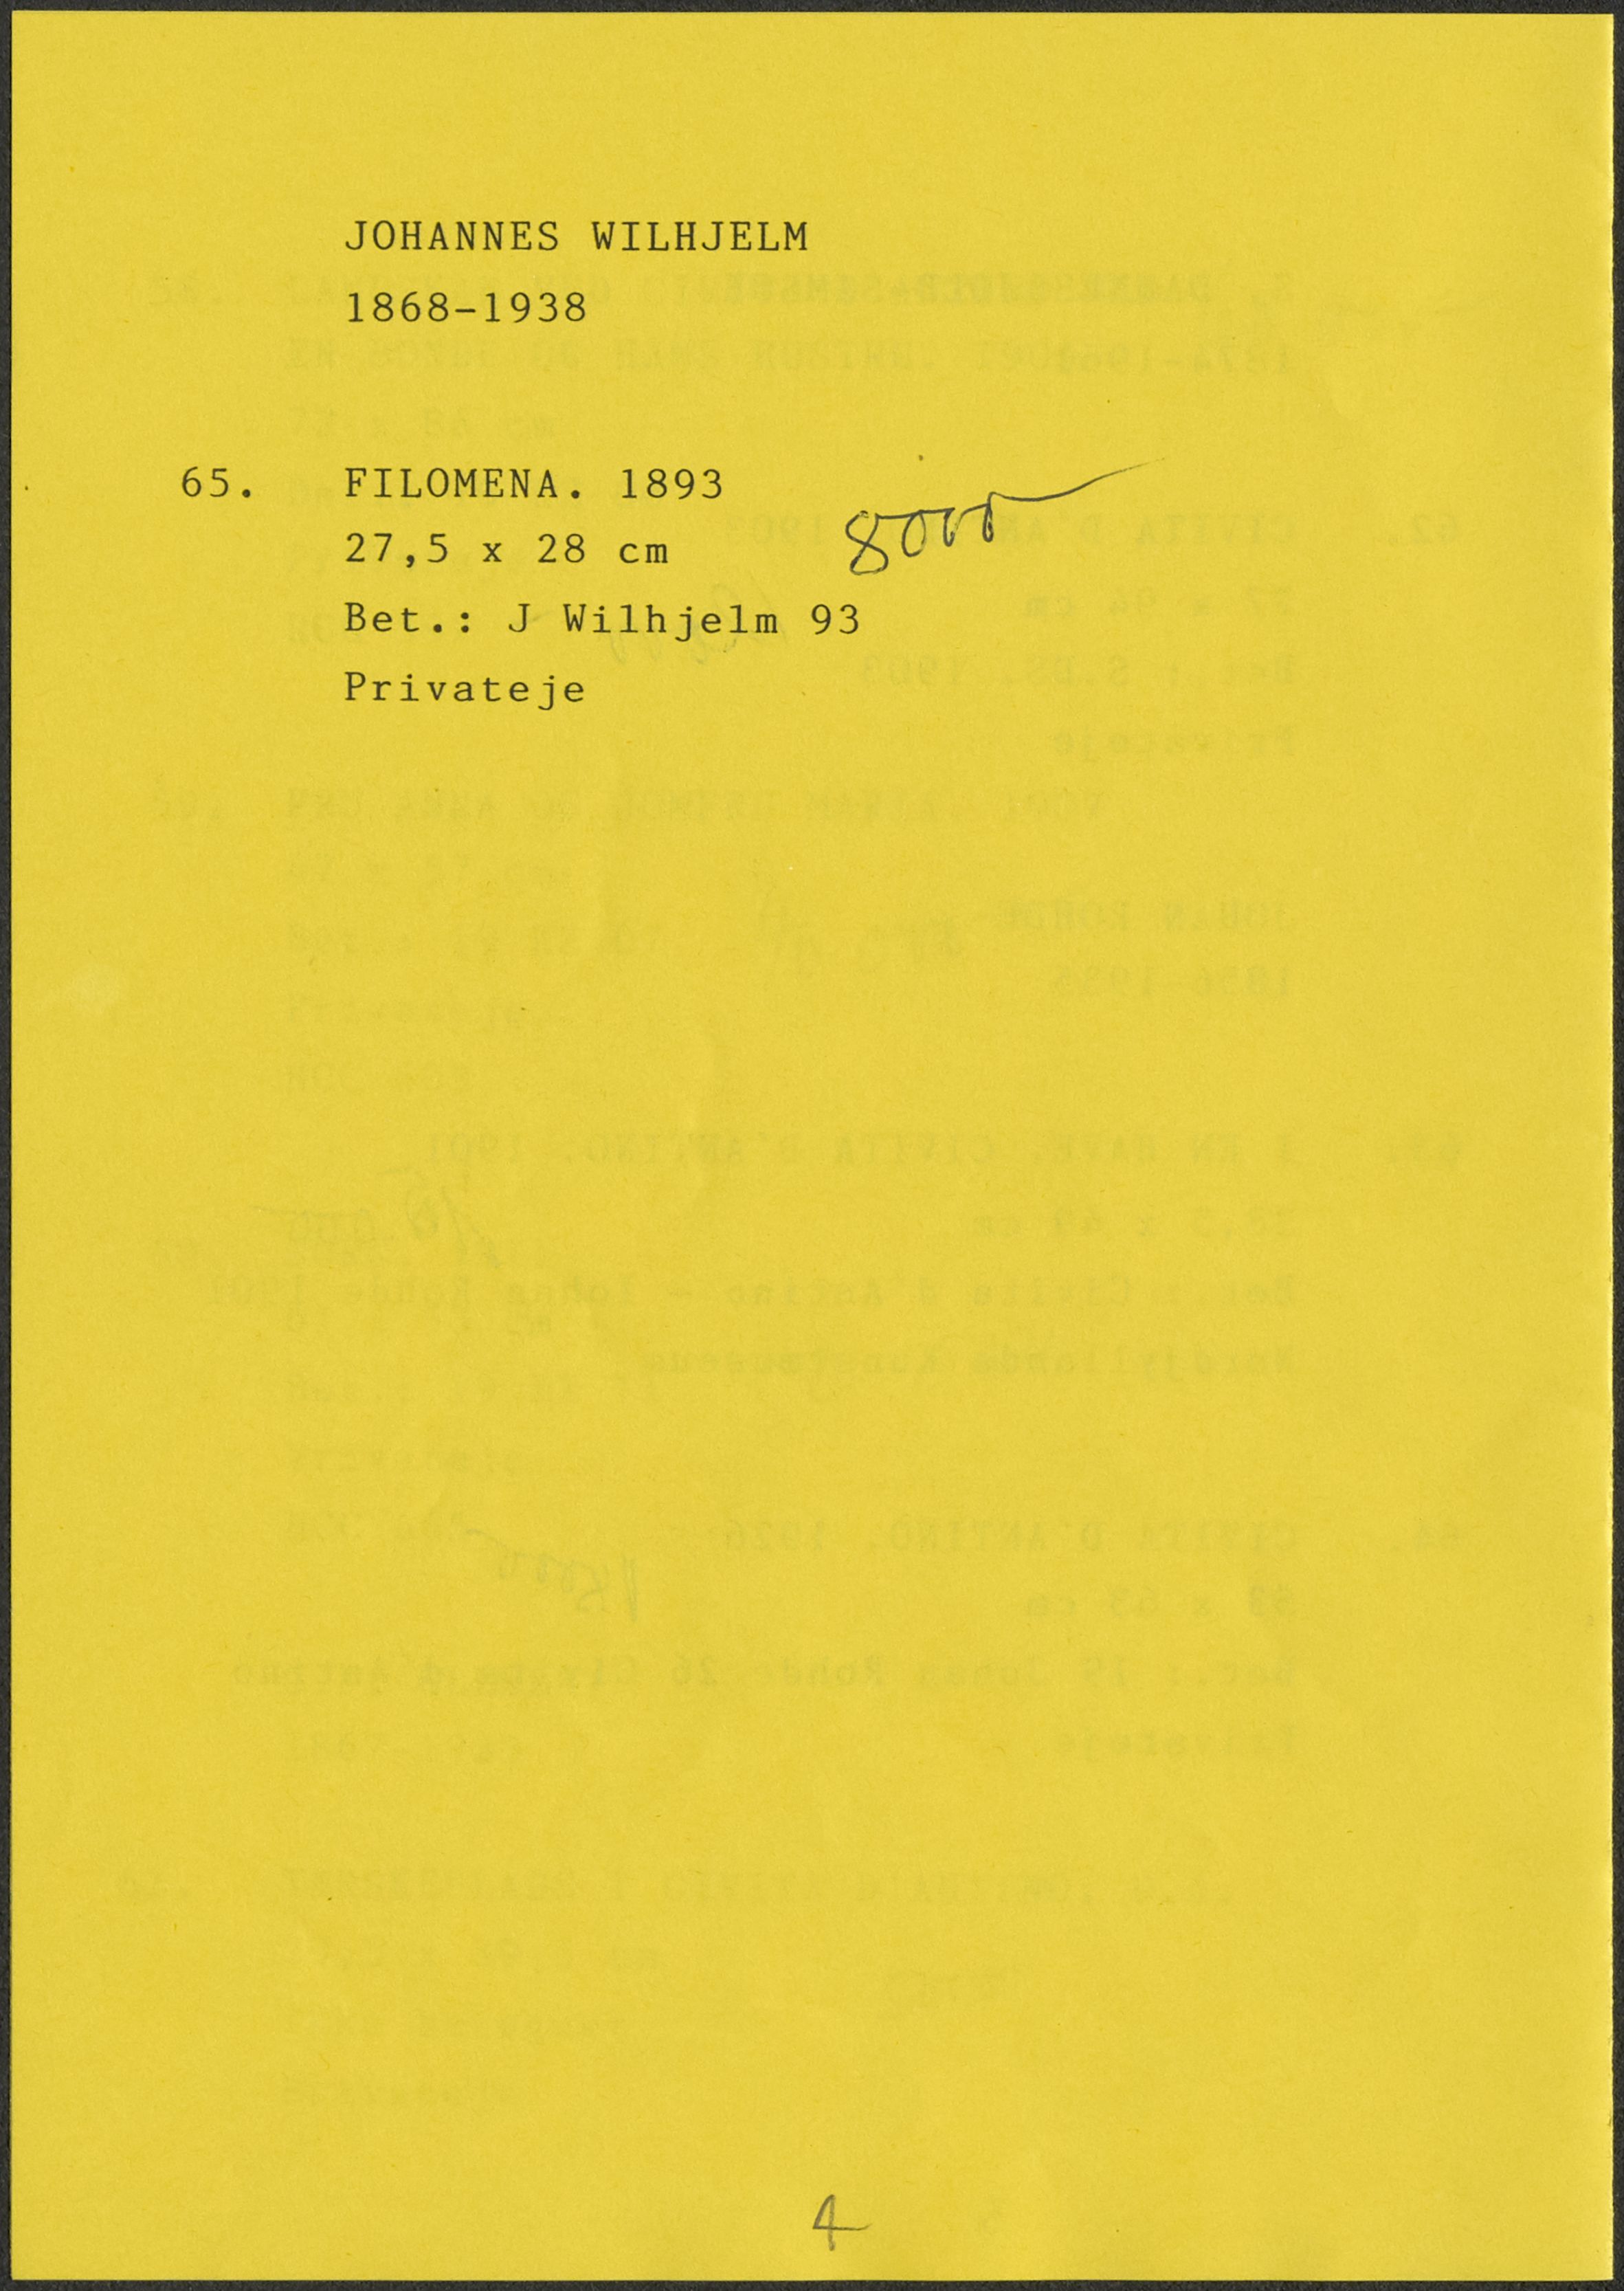 JOHANNES WILHJELM
1868-1938
65. FILOMENA. 1893
8000
27,5 x 28 cm
Bet.: J Wilhjelm 93
Privateje
4